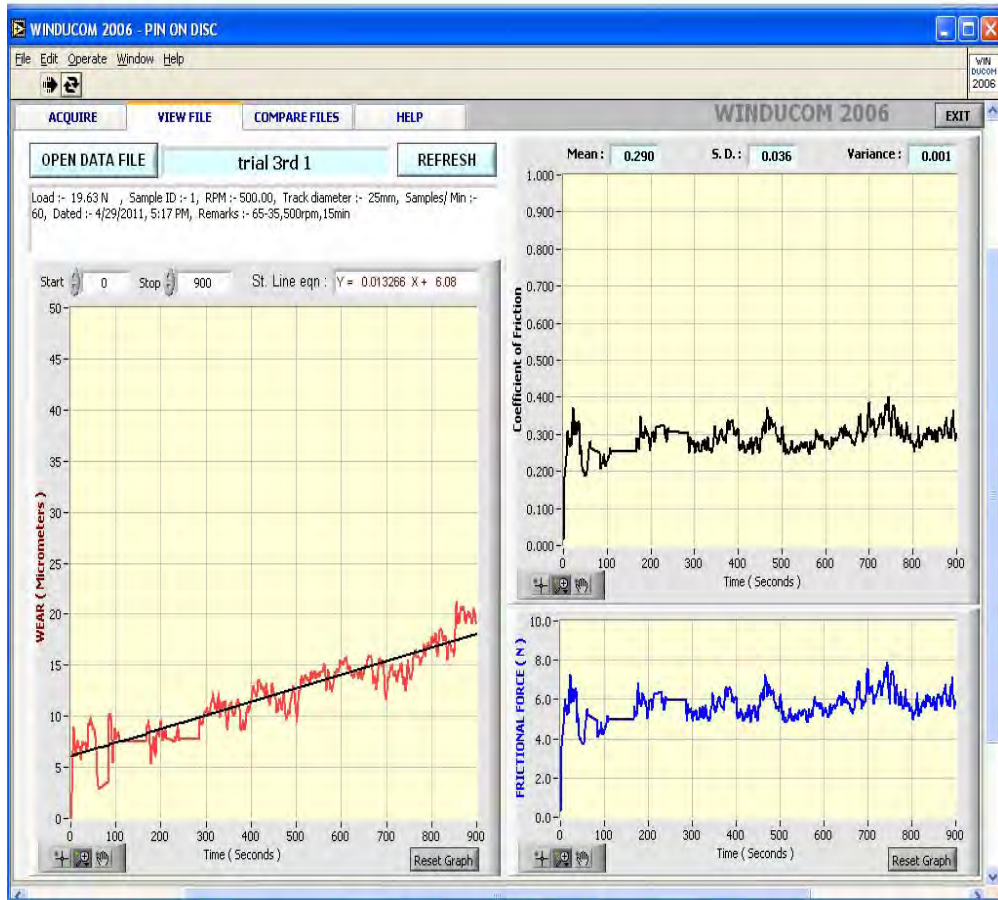 WINDUCOM 2006 - PIN ON DISC
File Edit Operate Window Help
WIN
DUCOM
2006
ACQUIRE VIEW FILE COMPARE FILES HELP WINDUCOM 2006 EXIT
OPEN DATA FILE trial 3rd 1 REFRESH
Load :- 19.63 N , Sample ID :- 1, RPM :- 500.00, Track diameter :- 25mm, Samples/ Min :-
60, Dated :- 4/29/2011, 5:17 PM, Remarks :- 65-35,500rpm,15min
Start 0 Stop 900 St. Line eqn : Y = 0.013266 X + 6.08
50
45
40
35
30
25
20
15
10
5
0
WEAR ( Micrometers )
0 100 200 300 400 500 600 700 800 900
Time ( Seconds )
Reset Graph
Mean : 0.290 S. D. : 0.036 Variance : 0.001
1.000
0.900
0.800
0.700
0.600
0.500
0.400
0.300
0.200
0.100
0.000
Coefficient of Friction
0 100 200 300 400 500 600 700 800 900
Time ( Seconds )
10.0
8.0
6.0
4.0
2.0
0.0
FRICTIONAL FORCE ( N )
0 100 200 300 400 500 600 700 800 900
Time ( Seconds )
Reset Graph